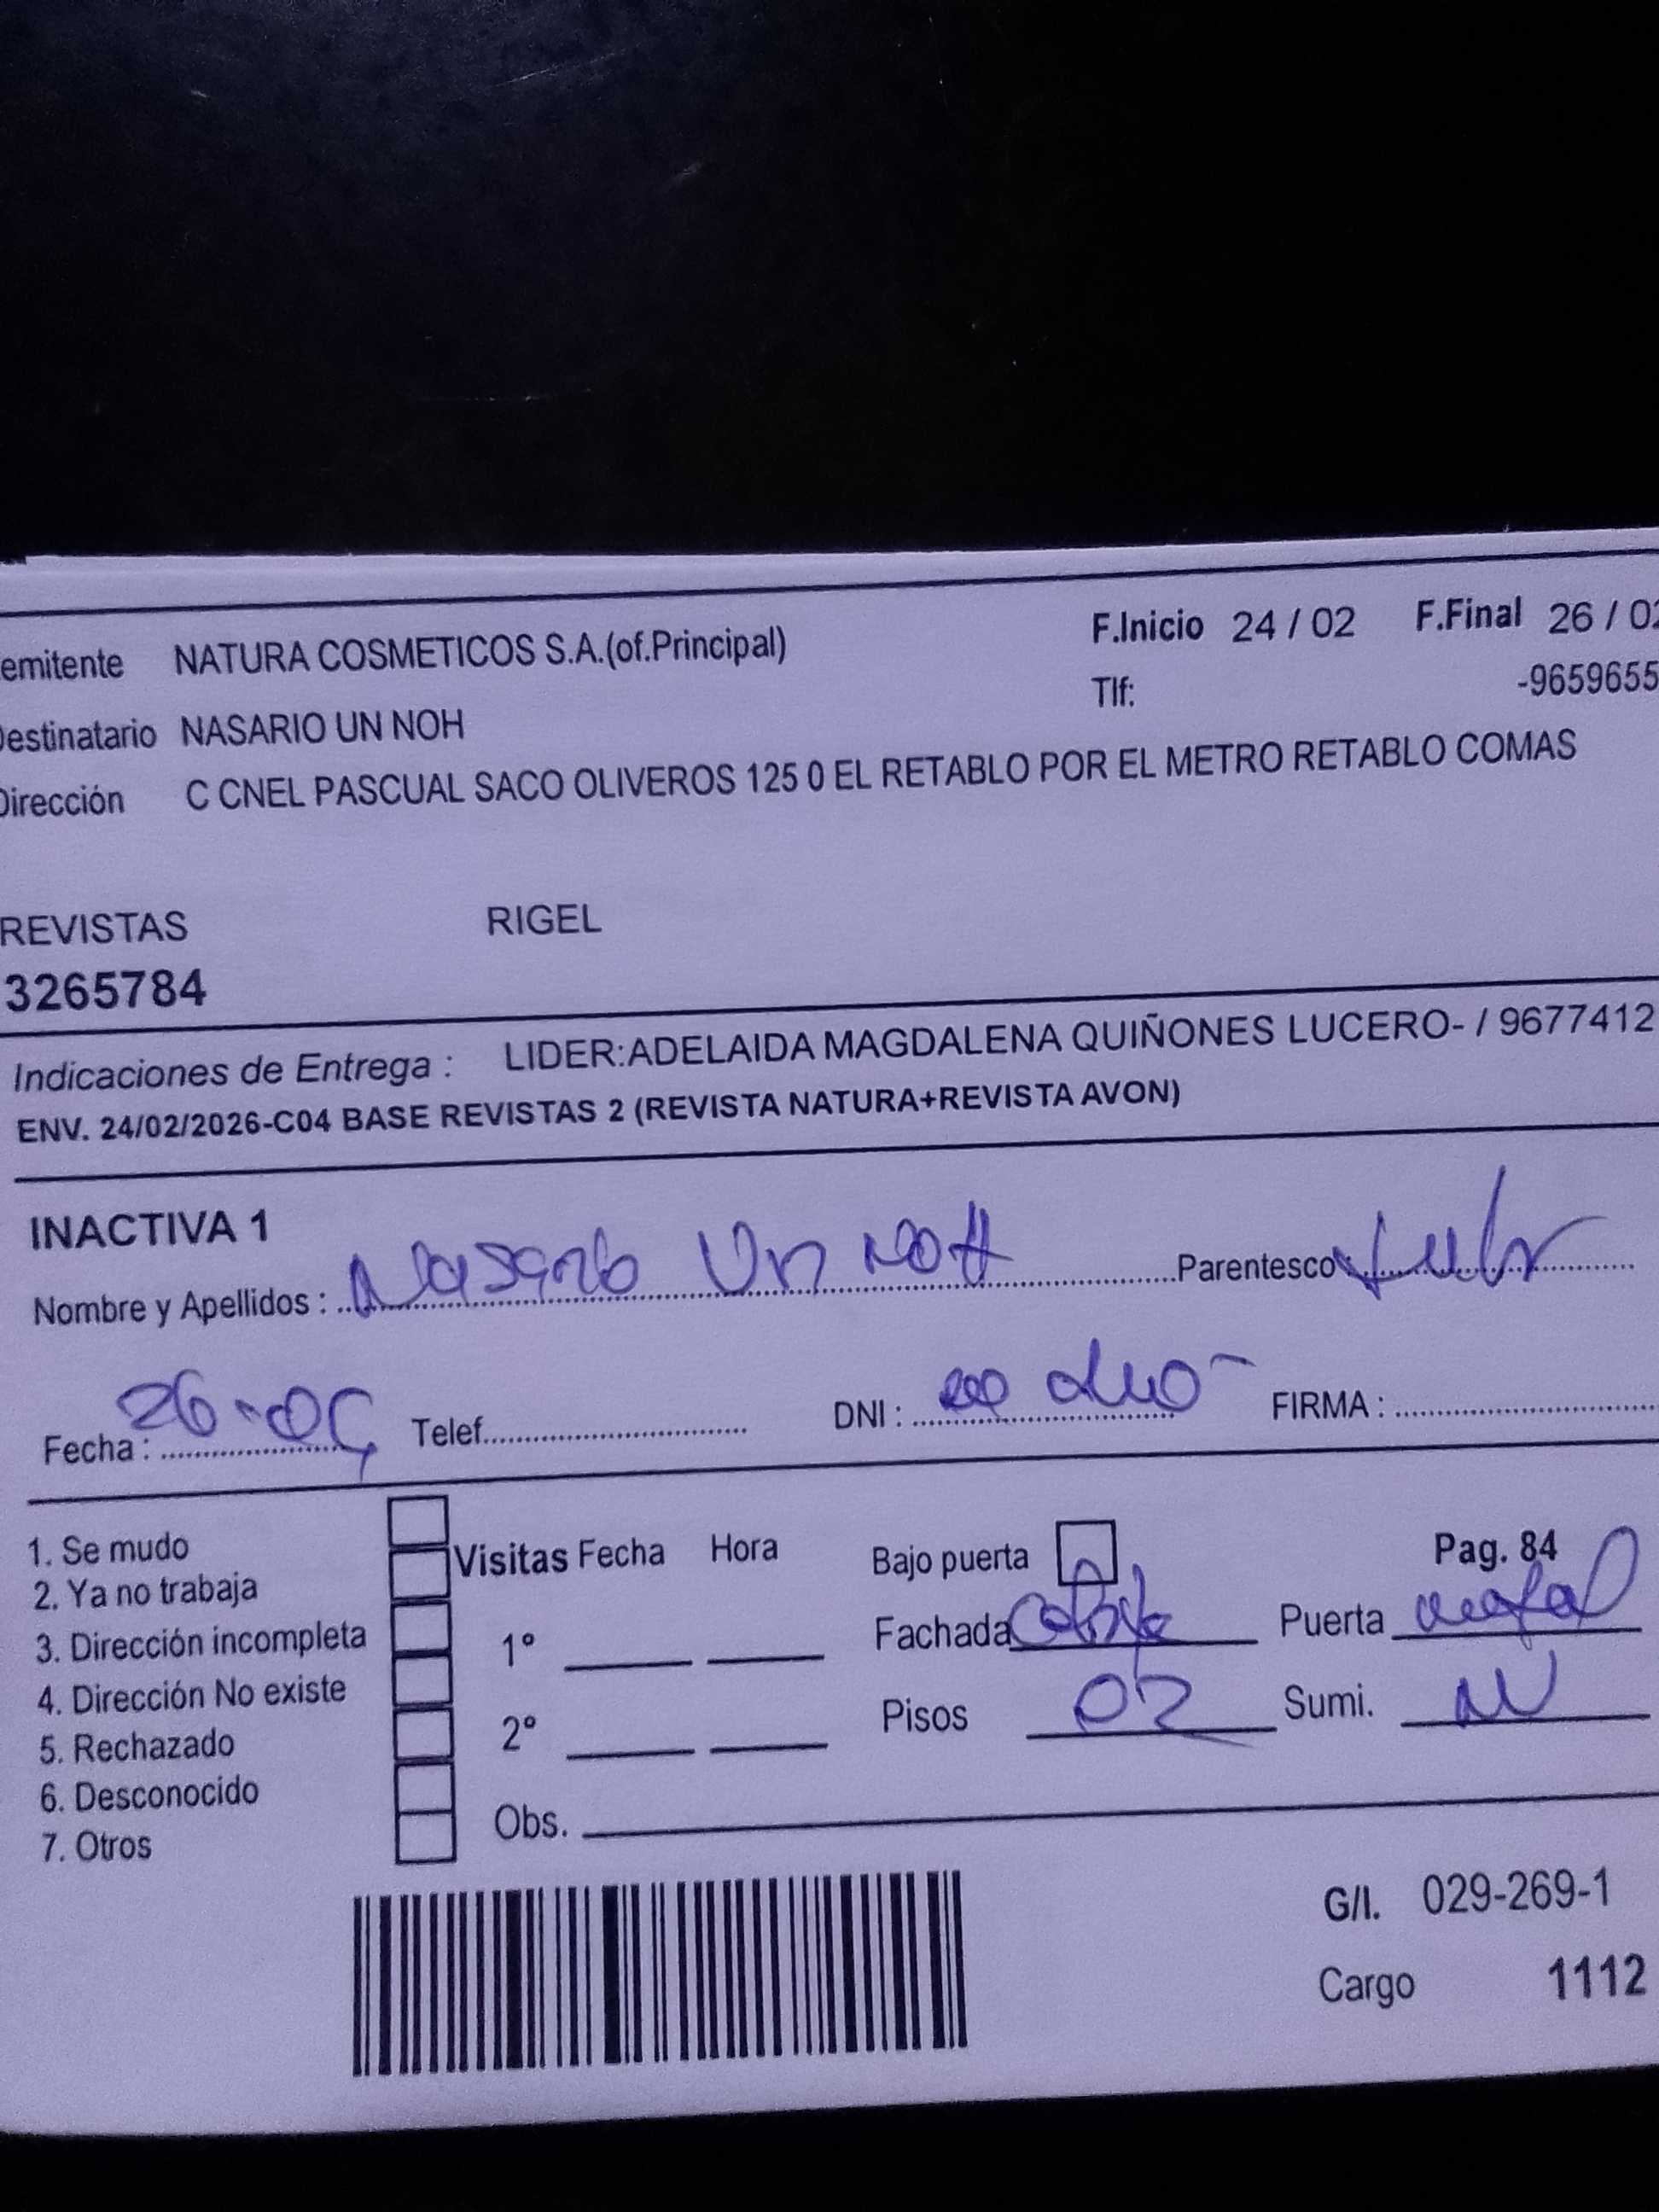 emitente NATURA COSMETICOS S.A.(of.Principal) F.Inicio 24 / 02 F.Final 26 / 02
Tlf: -9659655
Destinatario NASARIO UN NOH
Dirección C CNEL PASCUAL SACO OLIVEROS 125 0 EL RETABLO POR EL METRO RETABLO COMAS
REVISTAS RIGEL
3265784
Indicaciones de Entrega : LIDER:ADELAIDA MAGDALENA QUIÑONES LUCERO- / 9677412
ENV. 24/02/2026-C04 BASE REVISTAS 2 (REVISTA NATURA+REVISTA AVON)
INACTIVA 1
Nombre y Apellidos : Nasario Un NOH Parentesco
Fecha : 26 Telef. DNI : FIRMA :
1. Se mudo
2. Ya no trabaja
3. Dirección incompleta
4. Dirección No existe
5. Rechazado
6. Desconocido
7. Otros
Visitas Fecha Hora
1°
2°
Obs.
Bajo puerta Pag. 84
Fachada Puerta metal
Pisos 02 Sumi.
G/I. 029-269-1
Cargo 1112